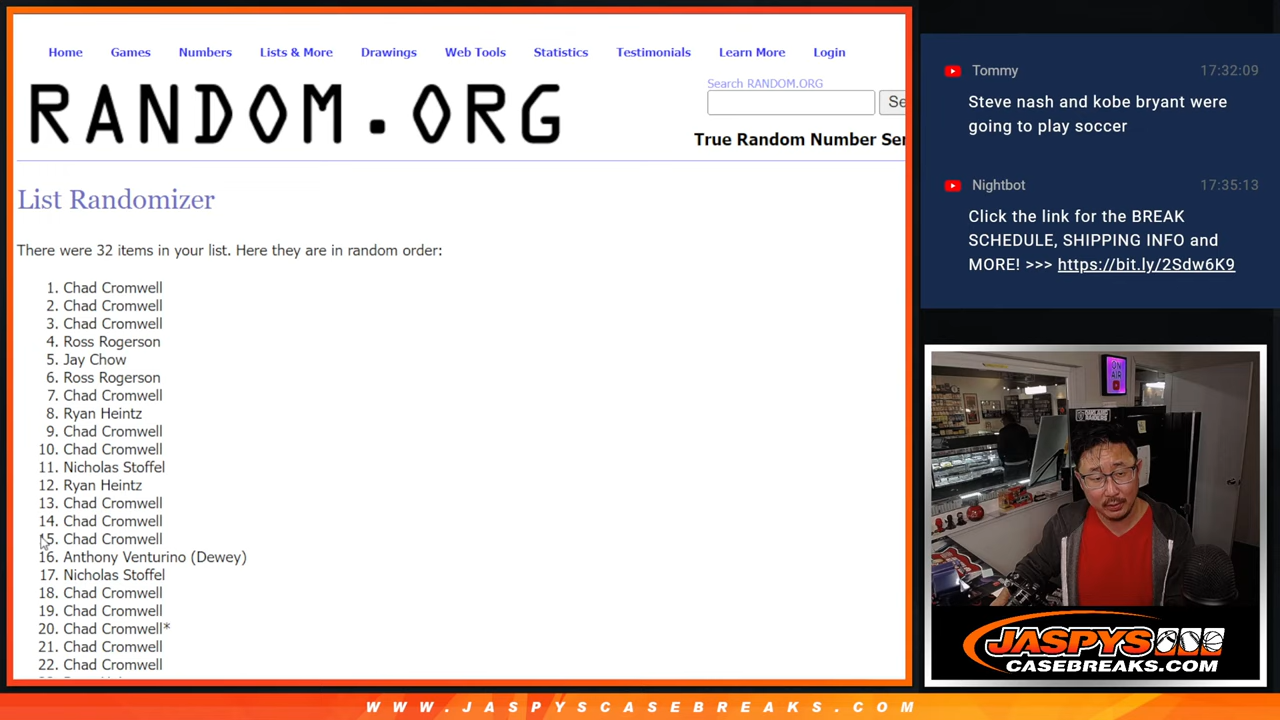 Home Games Numbers Lists & More Drawings Web Tools Statistics Testimonials Learn More Login
RANDOM.ORG
Search RANDOM.ORG
Se
True Random Number Ser
List Randomizer
There were 32 items in your list. Here they are in random order:
1. Chad Cromwell
2. Chad Cromwell
3. Chad Cromwell
4. Ross Rogerson
5. Jay Chow
6. Ross Rogerson
7. Chad Cromwell
8. Ryan Heintz
9. Chad Cromwell
10. Chad Cromwell
11. Nicholas Stoffel
12. Ryan Heintz
13. Chad Cromwell
14. Chad Cromwell
15. Chad Cromwell
16. Anthony Venturino (Dewey)
17. Nicholas Stoffel
18. Chad Cromwell
19. Chad Cromwell
20. Chad Cromwell*
21. Chad Cromwell
22. Chad Cromwell
Tommy 17:32:09
Steve nash and kobe bryant were
going to play soccer
Nightbot 17:35:13
Click the link for the BREAK
SCHEDULE, SHIPPING INFO and
MORE! >>> https://bit.ly/2Sdw6K9
ON
AIR
JASPYS
CASEBREAKS.COM
WWW.JASPYSCASEBREAKS.COM